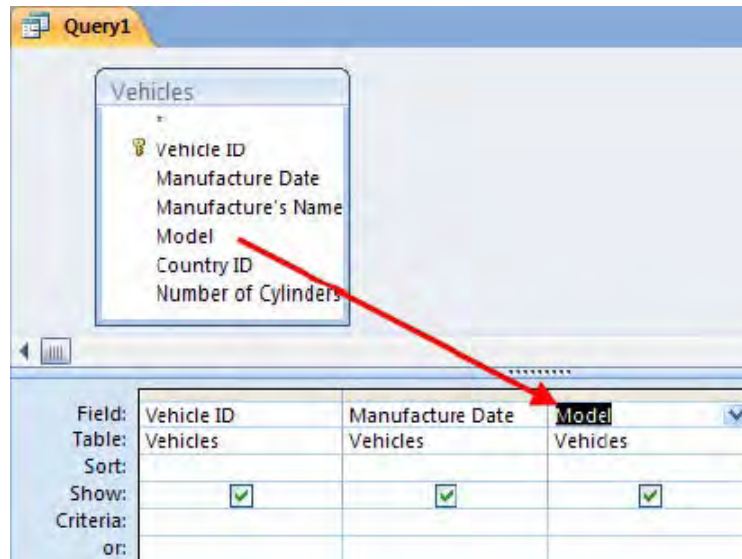 Query1
Vehicles
*
Vehicle ID
Manufacture Date
Manufacture's Name
Model
Country ID
Number of Cylinders
Field: Vehicle ID Manufacture Date Model
Table: Vehicles Vehicles Vehicles
Sort:
Show:
Criteria:
or: